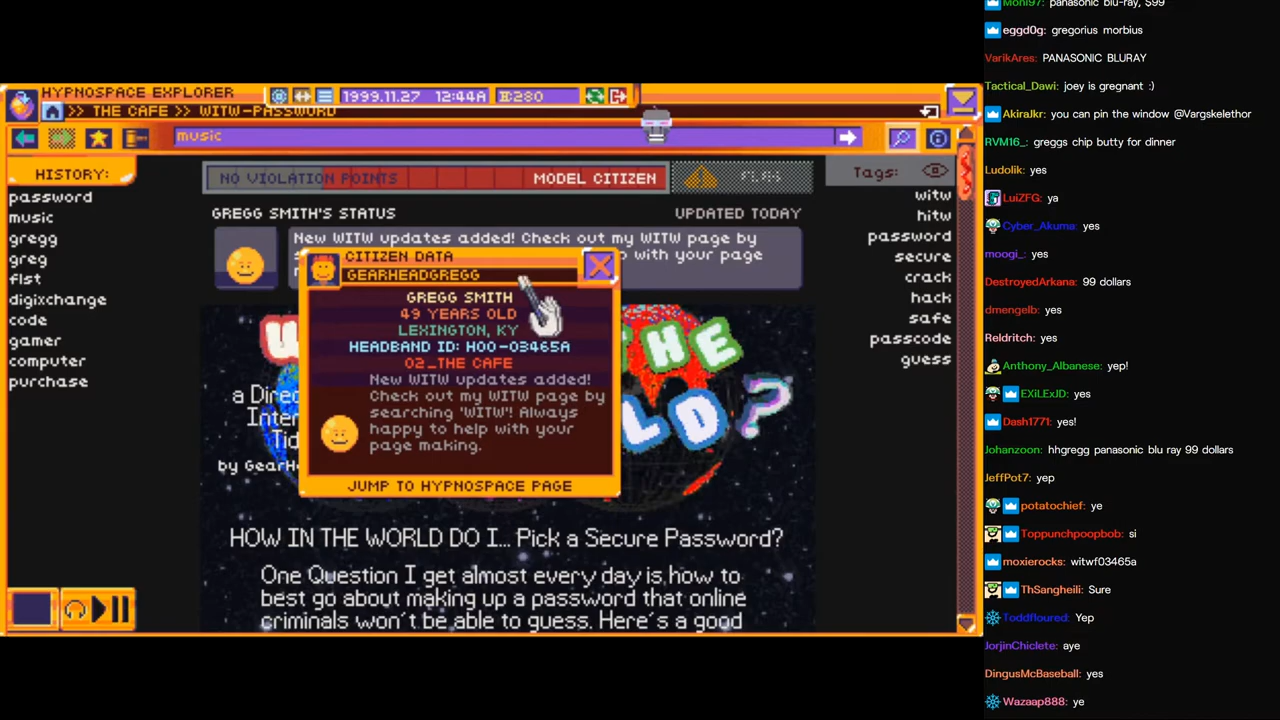 HYPNOSPACE EXPLORER
1999.11.27 12:44A
280
>> THE CAFE >> WITW-PASSWORD
music
HISTORY:
password
music
gregg
greg
fist
digixchange
code
gamer
computer
purchase
NO VIOLATION POINTS
MODEL CITIZEN
GREGG SMITH'S STATUS
UPDATED TODAY
New WITW updates added! Check out my WITW page by
with your page
CITIZEN DATA
GEARHEADGREGG
GREGG SMITH
49 YEARS OLD
LEXINGTON, KY
HEADBAND ID: HOO-03465A
02_THE CAFE
New WITW updates added!
Check out my WITW page by
searching 'WITW'! Always
happy to help with your
page making.
JUMP TO HYPNOSPACE PAGE
THE
LD?
a Direc
Inter
Tid
by GearHe
HOW IN THE WORLD DO I... Pick a Secure Password?
One Question I get almost every day is how to
best go about making up a password that online
criminals won't be able to guess. Here's a good
Tags:
witw
hitw
password
secure
crack
hack
safe
passcode
guess
Moni97: panasonic blu-ray, $99
eggd0g: gregorius morbius
VarikAres: PANASONIC BLURAY
Tactical_Dawi: joey is gregnant :)
AkiraJkr: you can pin the window @Vargskelethor
RVM16_: greggs chip butty for dinner
Ludolik: yes
LuiZFG: ya
Cyber_Akuma: yes
moogi_: yes
DestroyedArkana: 99 dollars
dmengelb: yes
Reldritch: yes
Anthony_Albanese: yep!
EXiLExJD: yes
Dash1771: yes!
Johanzoon: hhgregg panasonic blu ray 99 dollars
JeffPot7: yep
potatochief: ye
Toppunchpoopbob: si
moxierocks: witwf03465a
ThSangheili: Sure
Toddfloured: Yep
JorjinChiclete: aye
DingusMcBaseball: yes
Wazaap888: ye